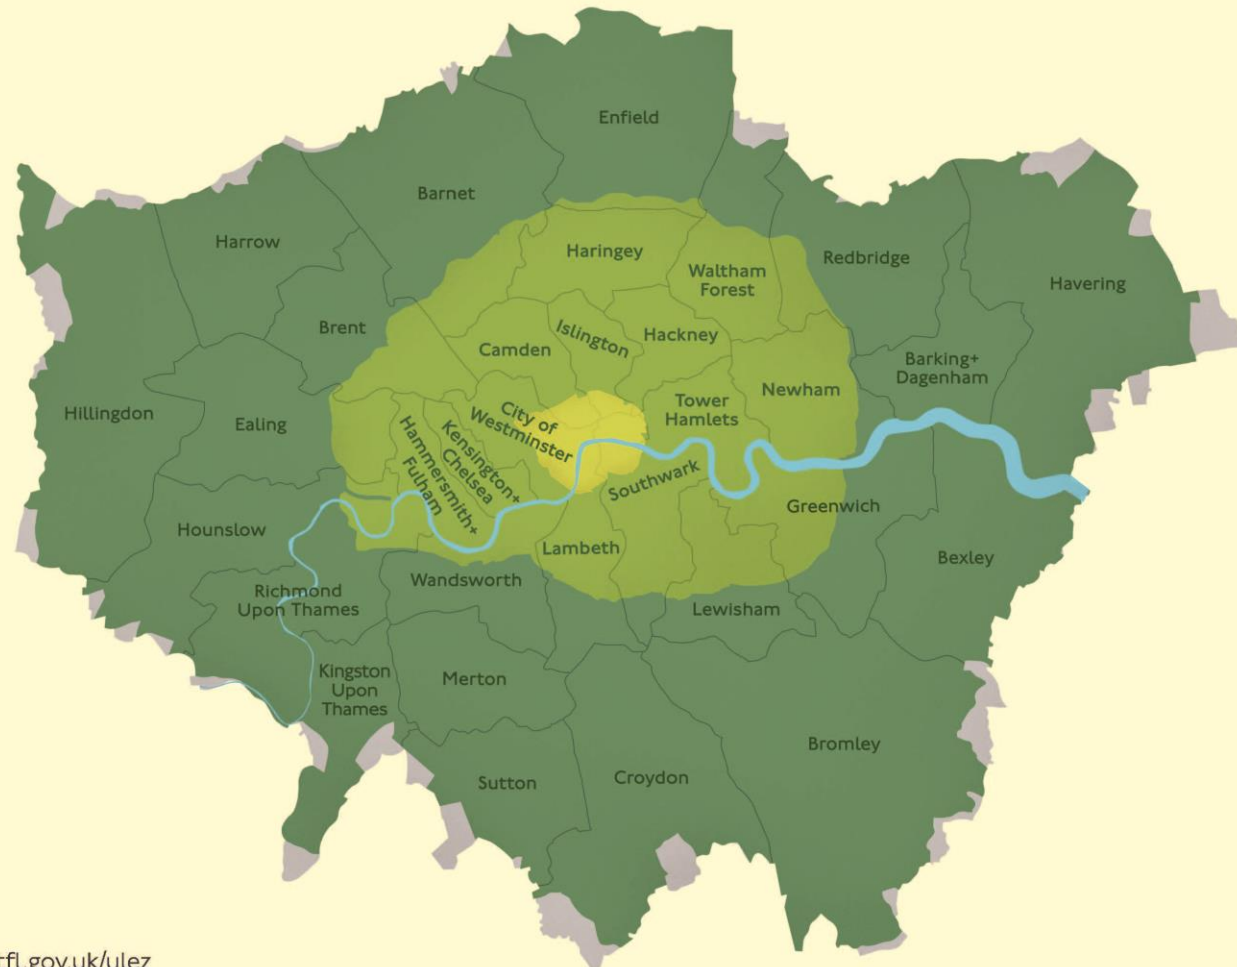 Enfield
Barnet
Harrow
Haringey
Waltham
Forest
Redbridge
Havering
Brent
Islington
Hackney
Camden
Barking+
Dagenham
Hillingdon
Ealing
Newham
Tower
Hamlets
City of
Westminster
Kensington+
Chelsea
Hammersmith+
Fulham
Southwark
Greenwich
Hounslow
Lambeth
Bexley
Wandsworth
Richmond
Upon Thames
Lewisham
Kingston
Upon
Thames
Merton
Bromley
Sutton
Croydon
tfl.gov.uk/ulez